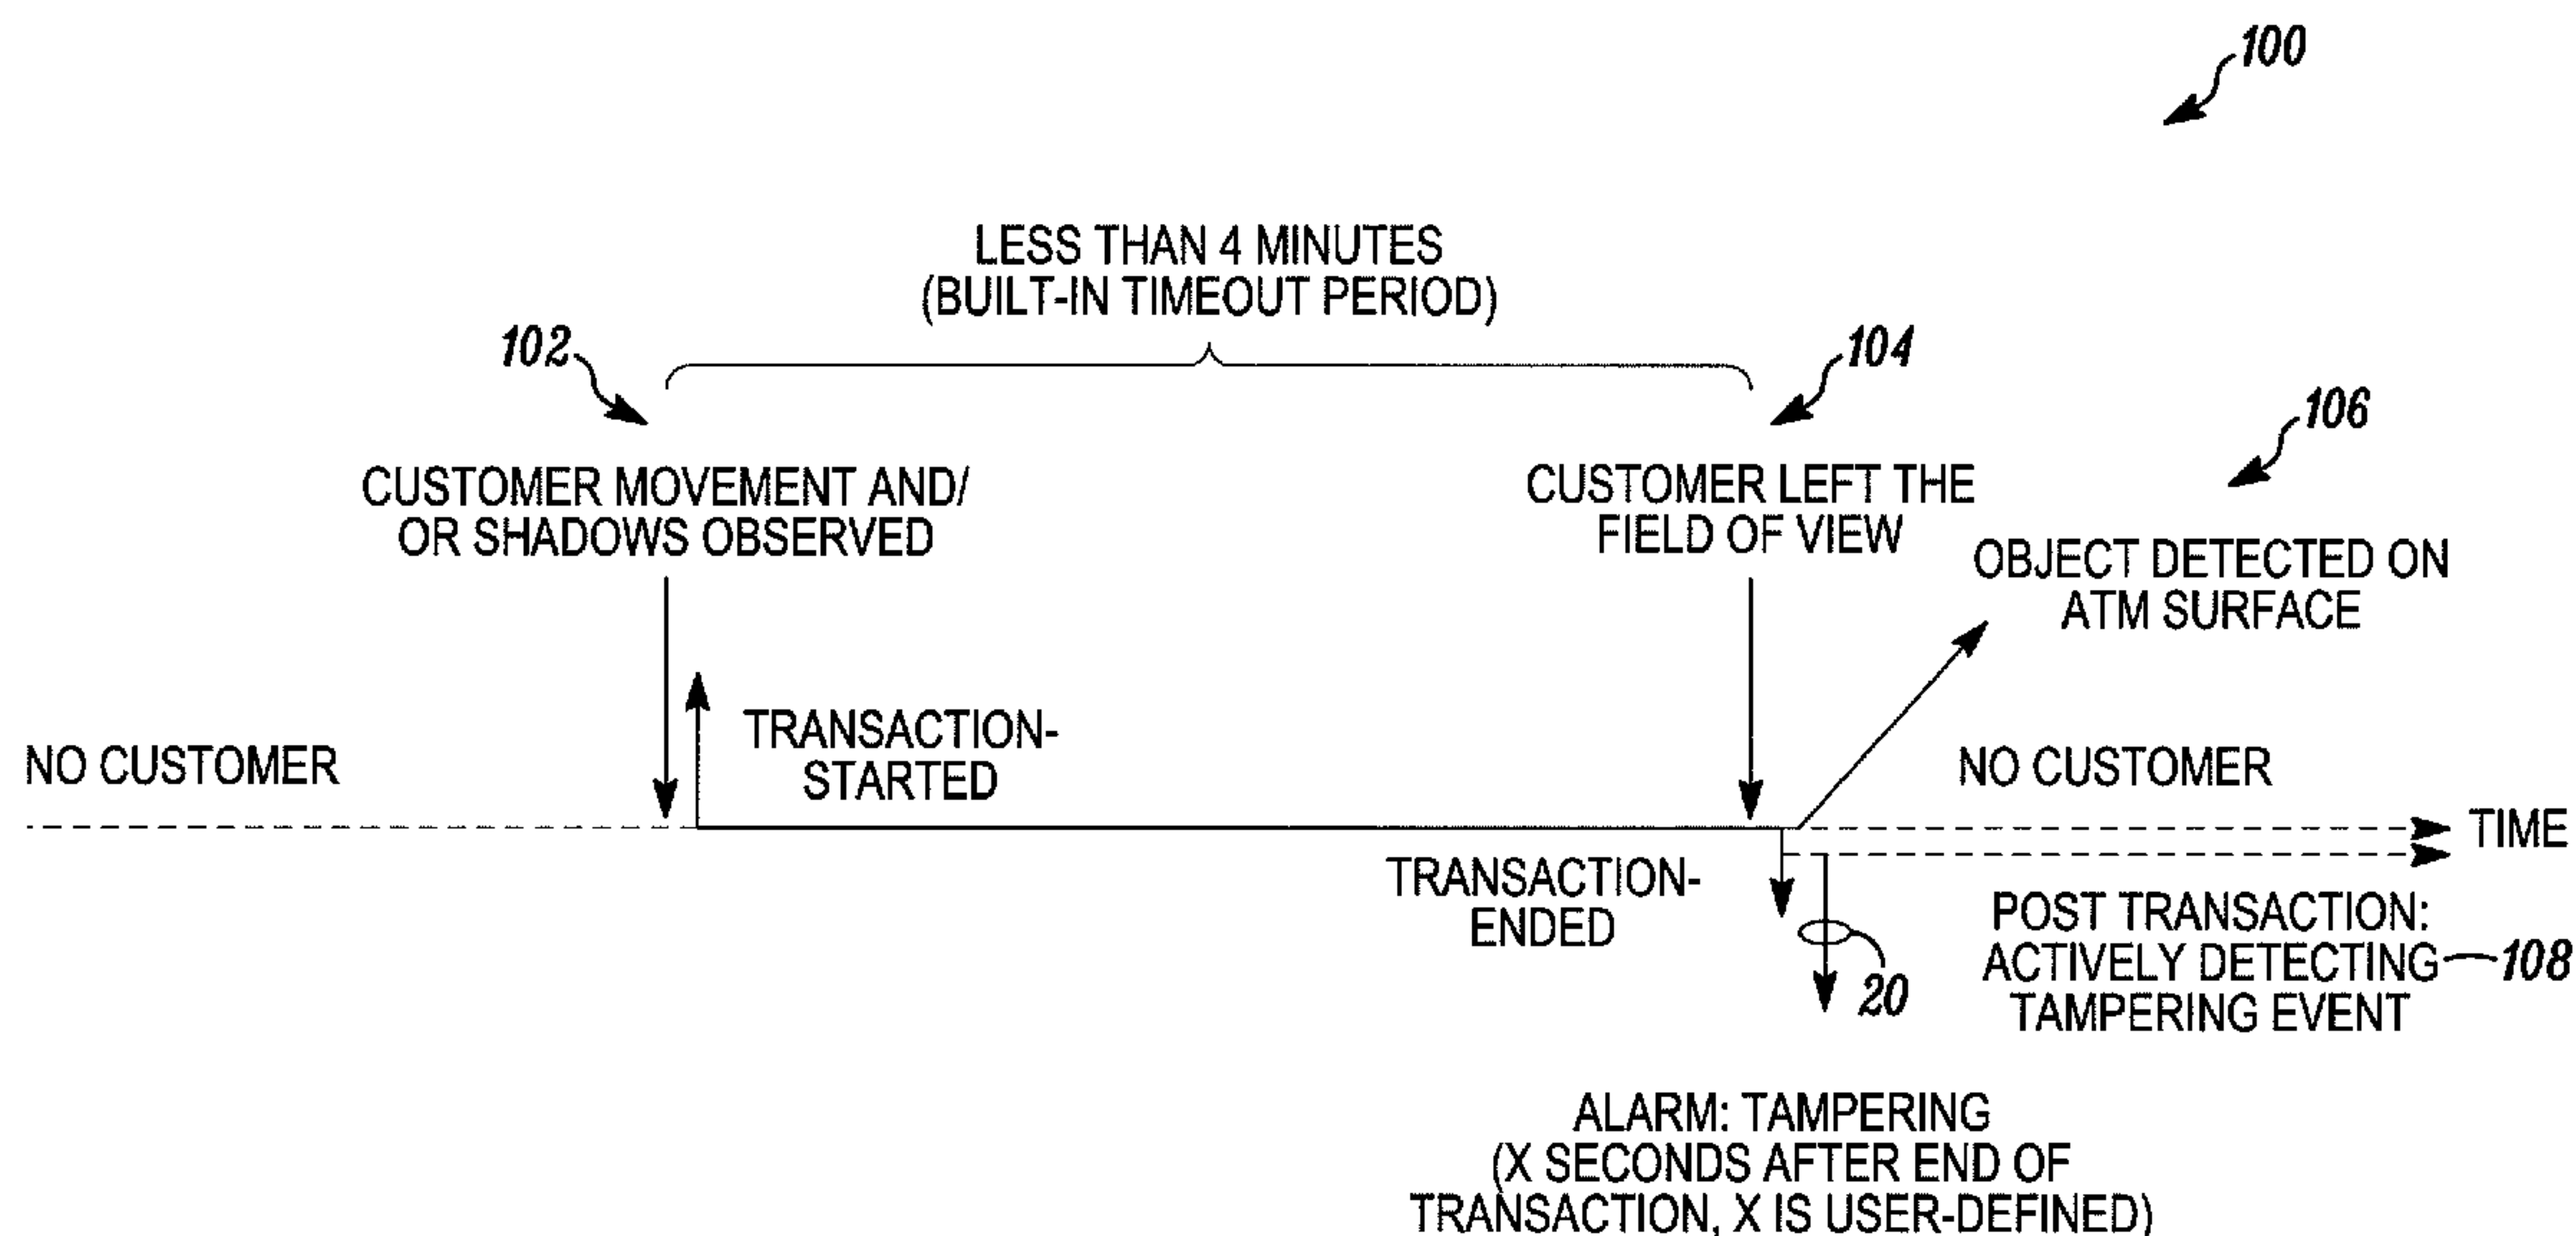 100
LESS THAN 4 MINUTES
(BUILT-IN TIMEOUT PERIOD)
102
104
106
CUSTOMER MOVEMENT AND/
OR SHADOWS OBSERVED
CUSTOMER LEFT THE
FIELD OF VIEW
OBJECT DETECTED ON
ATM SURFACE
NO CUSTOMER
TRANSACTION-
STARTED
NO CUSTOMER
TIME
TRANSACTION-
ENDED
20
POST TRANSACTION:
ACTIVELY DETECTING 108
TAMPERING EVENT
ALARM: TAMPERING
(X SECONDS AFTER END OF
TRANSACTION, X IS USER-DEFINED)